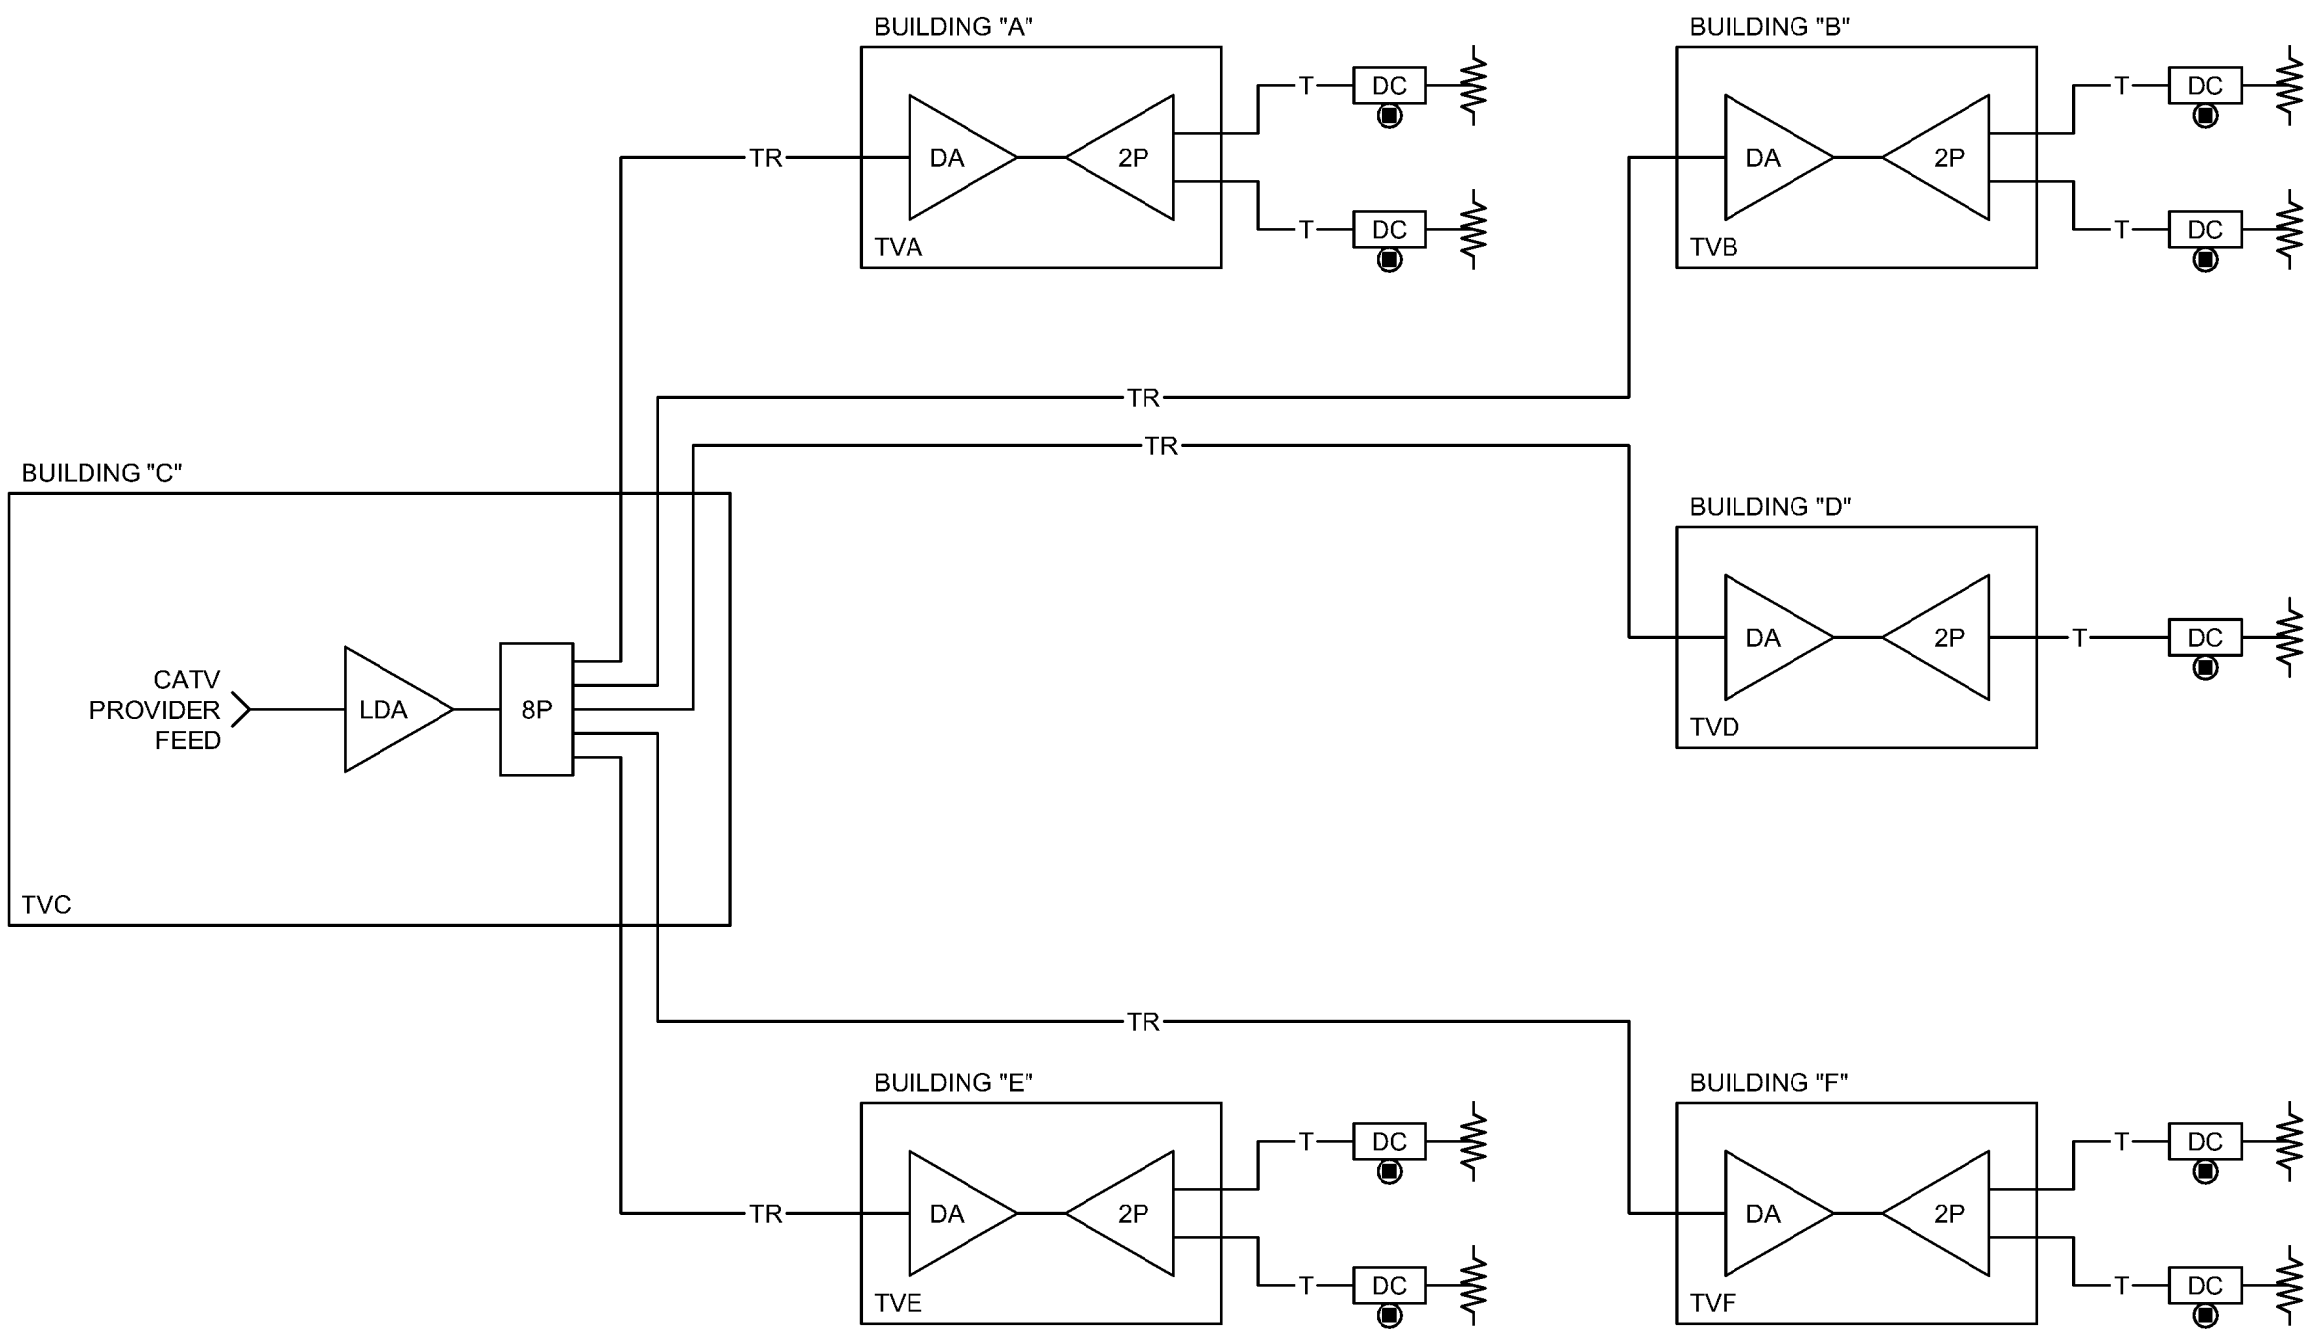 BUILDING "A"
DA
2P
TVA
TR
T
DC
T
DC
BUILDING "B"
DA
2P
TVB
T
DC
T
DC
TR
TR
BUILDING "C"
CATV
PROVIDER
FEED
LDA
8P
TVC
BUILDING "D"
DA
2P
TVD
T
DC
TR
BUILDING "E"
TR
DA
2P
TVE
T
DC
T
DC
BUILDING "F"
DA
2P
TVF
T
DC
T
DC